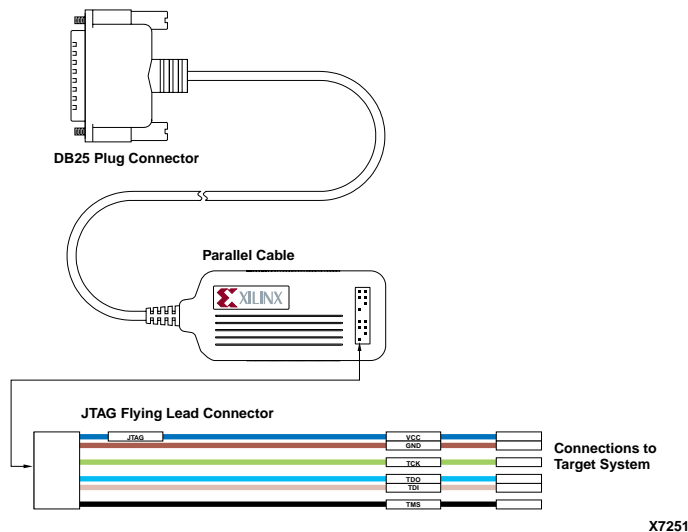 DB25 Plug Connector
Parallel Cable
XILINX
JTAG Flying Lead Connector
JTAG
VCC
GND
TCK
TDO
TDI
TMS
Connections to
Target System
X7251